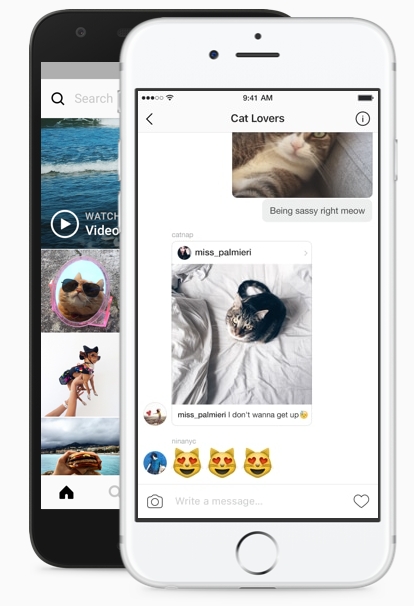 Search
WATCH
Video
9:41 AM
Cat Lovers
Being sassy right meow
catnap
miss_palmieri
miss_palmieri I don't wanna get up😴
ninanyc
😻😻😻
Write a message...